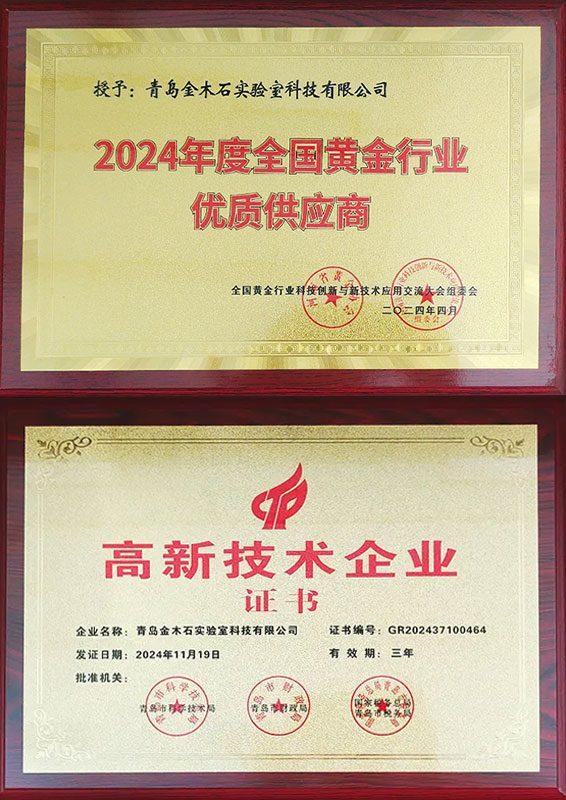 授予：青岛金木石实验室科技有限公司
2024年度全国黄金行业
优质供应商
全国黄金行业科技创新与新技术应用交流大会组委会
二〇二四年四月
组委会
高新技术企业
证书
企业名称：青岛金木石实验室科技有限公司 证书编号：GR202437100464
发证日期：2024年11月19日 有效期：三年
批准机关：
青岛市科学技术局 青岛市财政局 国家税务总局
青岛市税务局